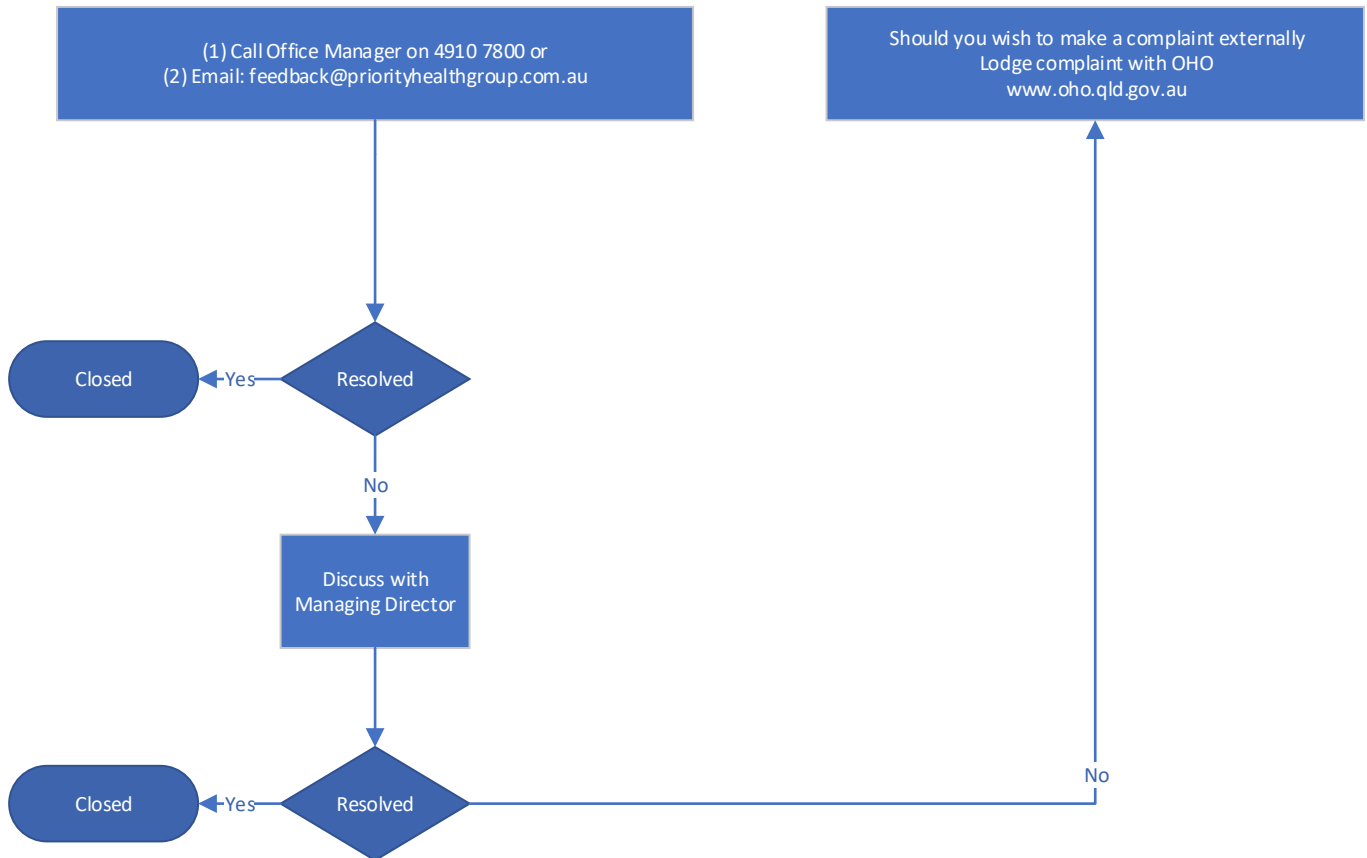 (1) Call Office Manager on 4910 7800 or
(2) Email: feedback@priorityhealthgroup.com.au
Should you wish to make a complaint externally
Lodge complaint with OHO
www.oho.qld.gov.au
Closed
Yes
Resolved
No
Discuss with
Managing Director
Closed
Yes
Resolved
No